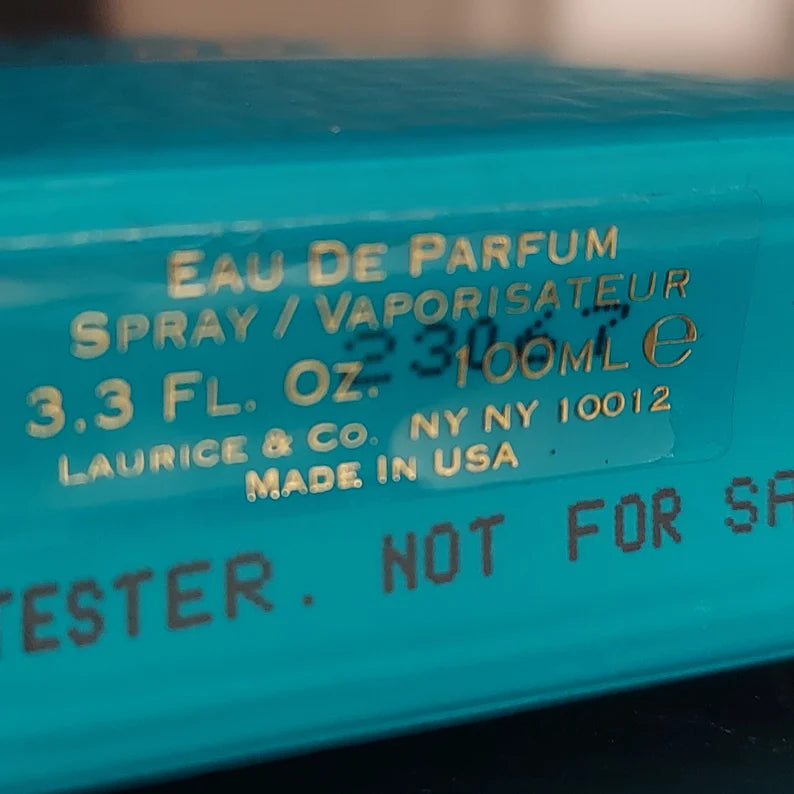 EAU DE PARFUM
SPRAY / VAPORISATEUR
3.3 FL. OZ. 100ML e
LAURICE & CO. NY NY 10012
MADE IN USA
TESTER. NOT FOR SA